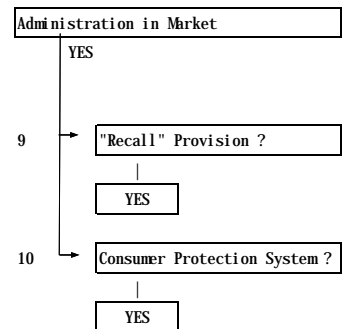 Administration in Market
YES
9 "Recall" Provision ?
|
YES
10 Consumer Protection System ?
|
YES